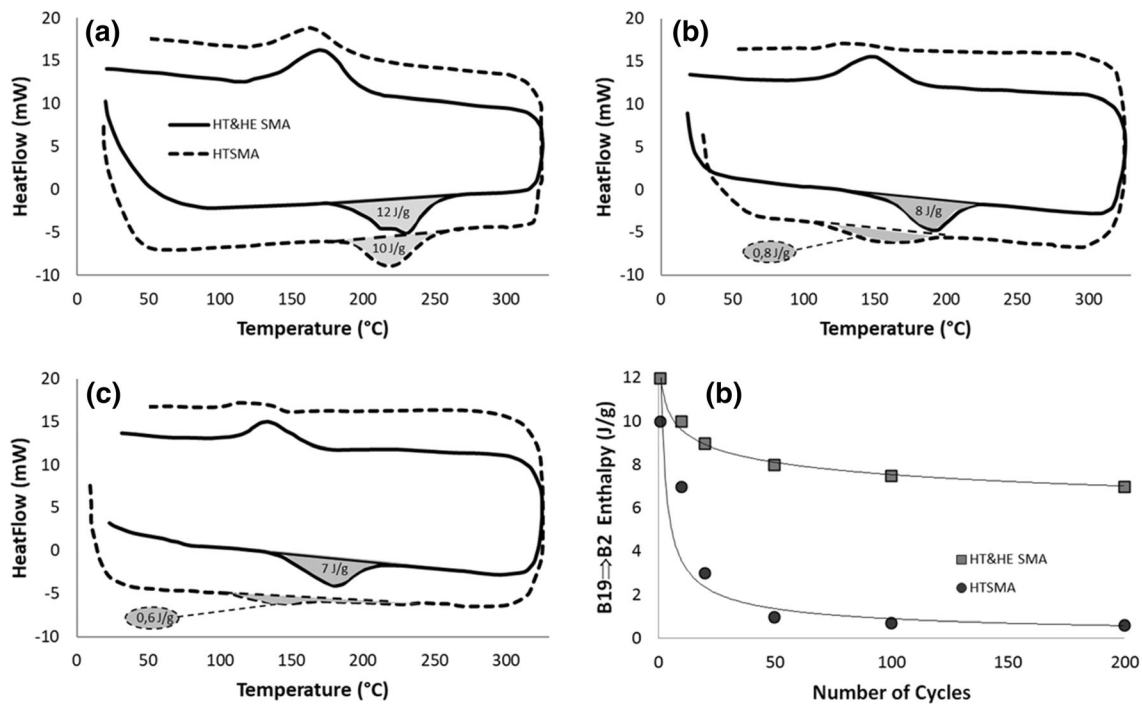 (a)
20
15
10
5
0
-5
-10
HeatFlow (mW)
HT&HE SMA
HTSMA
12 J/g
10 J/g
0 50 100 150 200 250 300
Temperature (°C)
(b)
20
15
10
5
0
-5
-10
HeatFlow (mW)
8 J/g
0,8 J/g
0 50 100 150 200 250 300
Temperature (°C)
(c)
20
15
10
5
0
-5
-10
HeatFlow (mW)
7 J/g
0,6 J/g
0 50 100 150 200 250 300
Temperature (°C)
(b)
12
10
8
6
4
2
0
B19⇒B2 Enthalpy (J/g)
HT&HE SMA
HTSMA
0 50 100 150 200
Number of Cycles